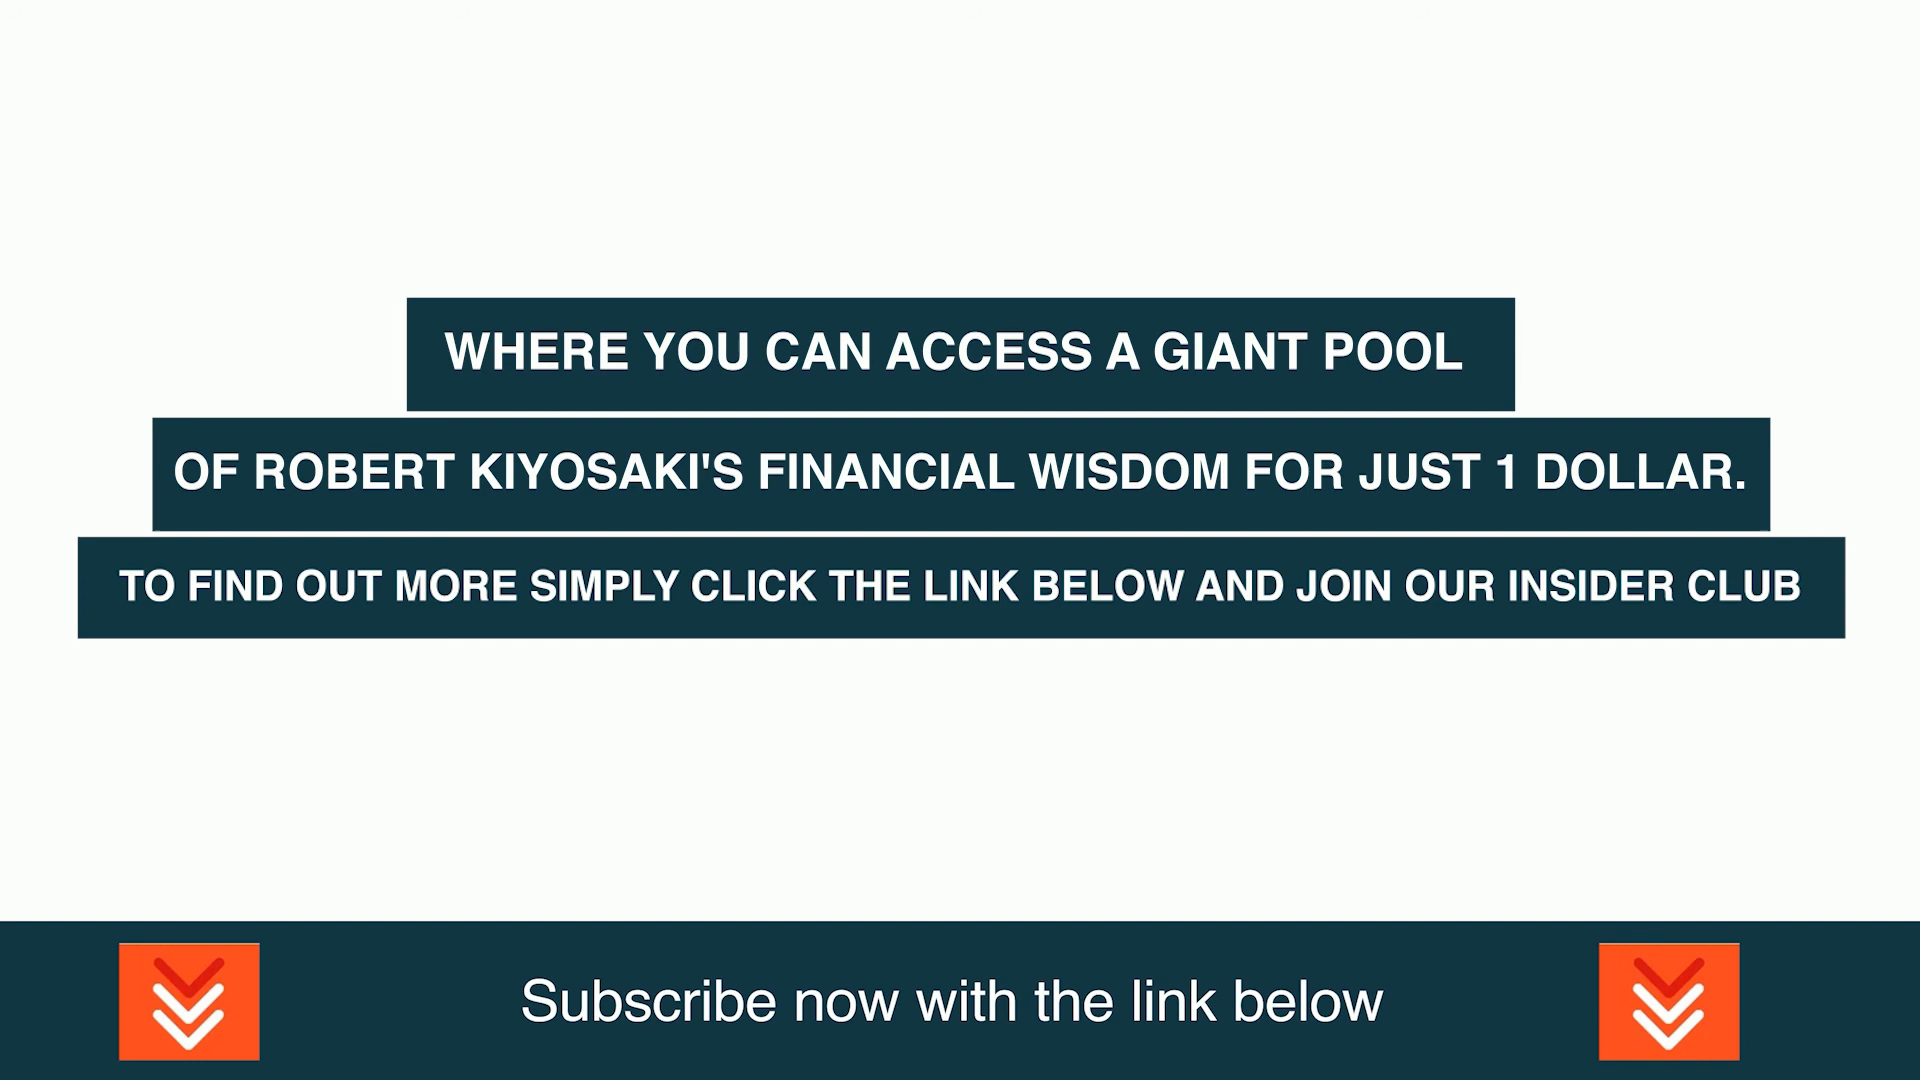 WHERE YOU CAN ACCESS A GIANT POOL
OF ROBERT KIYOSAKI'S FINANCIAL WISDOM FOR JUST 1 DOLLAR.
TO FIND OUT MORE SIMPLY CLICK THE LINK BELOW AND JOIN OUR INSIDER CLUB
Subscribe now with the link below